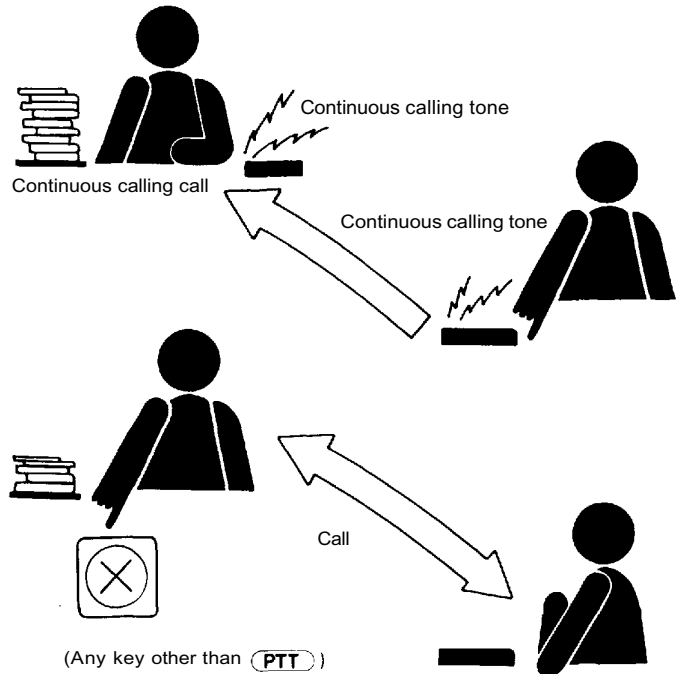 Continuous calling tone
Continuous calling call
Continuous calling tone
Call
(Any key other than PTT )